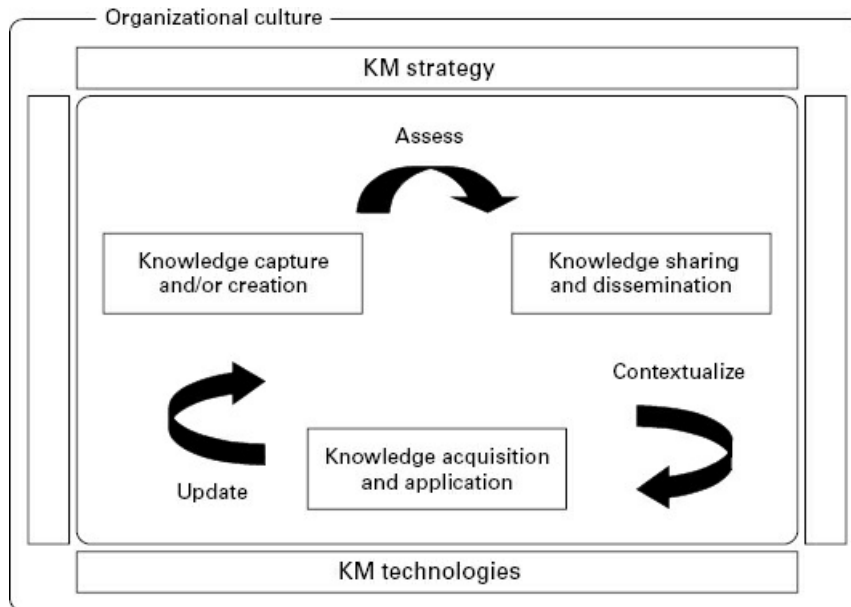 Organizational culture
KM strategy
Assess
Knowledge capture
and/or creation
Knowledge sharing
and dissemination
Contextualize
Knowledge acquisition
and application
Update
KM technologies